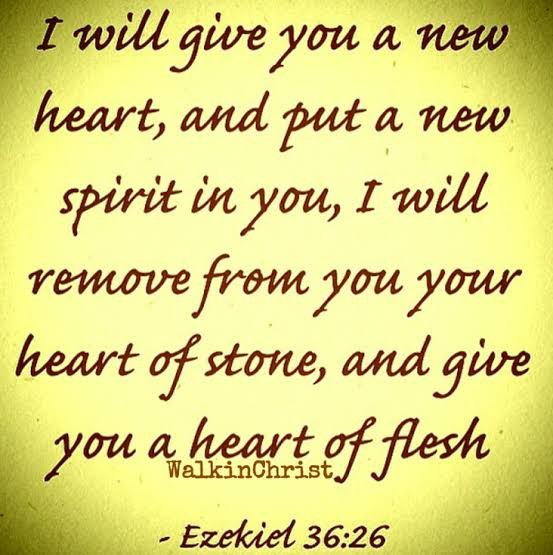 I will give you a new
heart, and put a new
spirit in you, I will
remove from you your
heart of stone, and give
you a heart of flesh
WalkinChrist
- Ezekiel 36:26